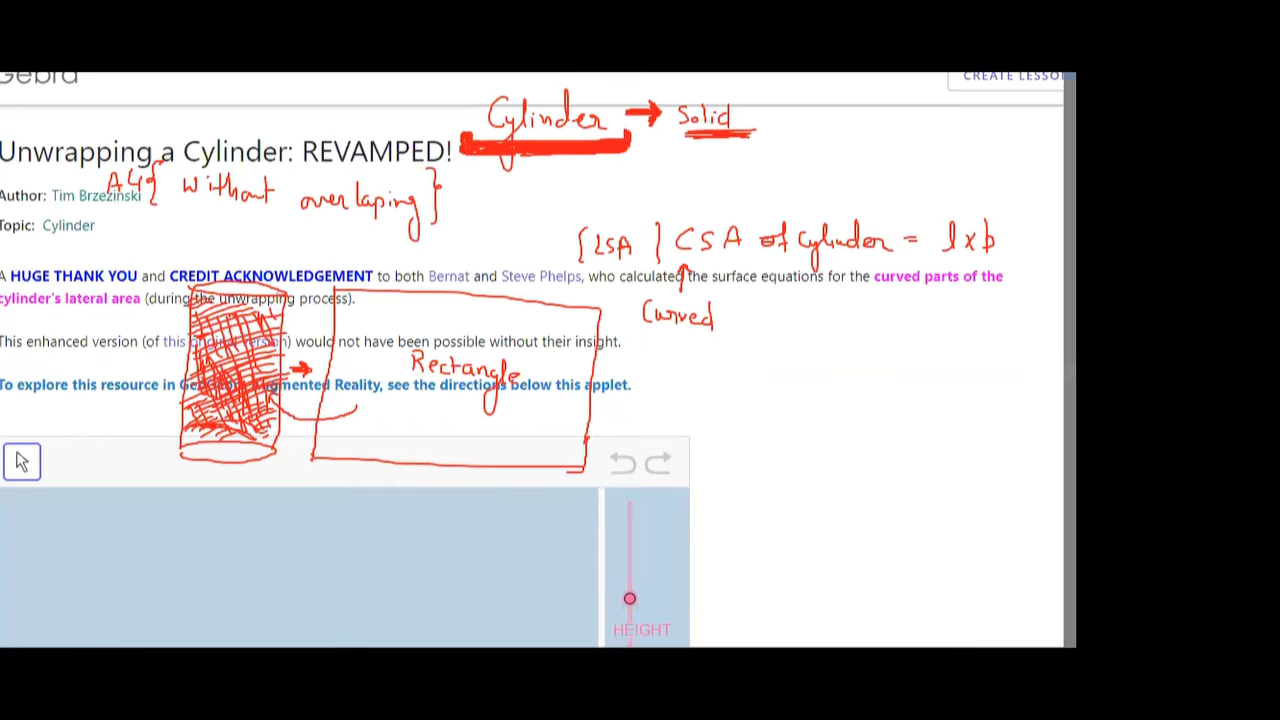 GeoGebra
CREATE LESSO
Cylinder → Solid
Unwrapping a Cylinder: REVAMPED!
A4 { without overlaping }
Author: Tim Brzezinski
Topic: Cylinder
[LSA] CSA of Cylinder = l x b
A HUGE THANK YOU and CREDIT ACKNOWLEDGEMENT to both Bernat and Steve Phelps, who calculated the surface equations for the curved parts of the
cylinder's lateral area (during the unwrapping process).
Curved
This enhanced version (of this original version) would not have been possible without their insight.
Rectangle
To explore this resource in GeoGebra Augmented Reality, see the directions below this applet.
HEIGHT